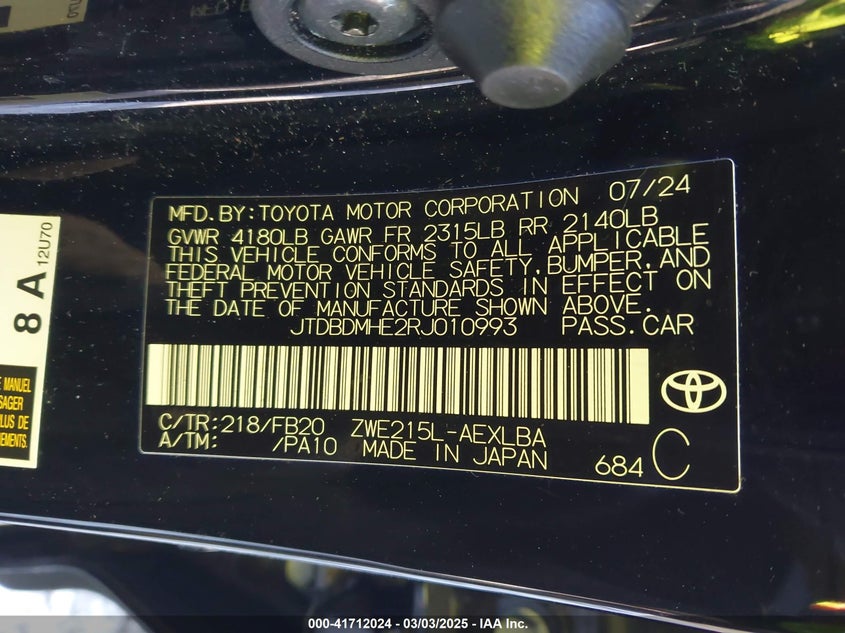 MFD.BY:TOYOTA MOTOR CORPORATION 07/24
GVWR 4180LB GAWR FR 2315LB RR 2140LB
THIS VEHICLE CONFORMS TO ALL APPLICABLE
FEDERAL MOTOR VEHICLE SAFETY,BUMPER,AND
THEFT PREVENTION STANDARDS IN EFFECT ON
THE DATE OF MANUFACTURE SHOWN ABOVE.
JTDBDMHE2RJ010993 PASS.CAR
C/TR:218/FB20 ZWE215L-AEXLBA
A/TM: /PA10 MADE IN JAPAN 684 C
8 A 12U70
MANUEL
SAGER
LUS DE
NEMENTS.
000-41712024 - 03/03/2025 - IAA Inc.